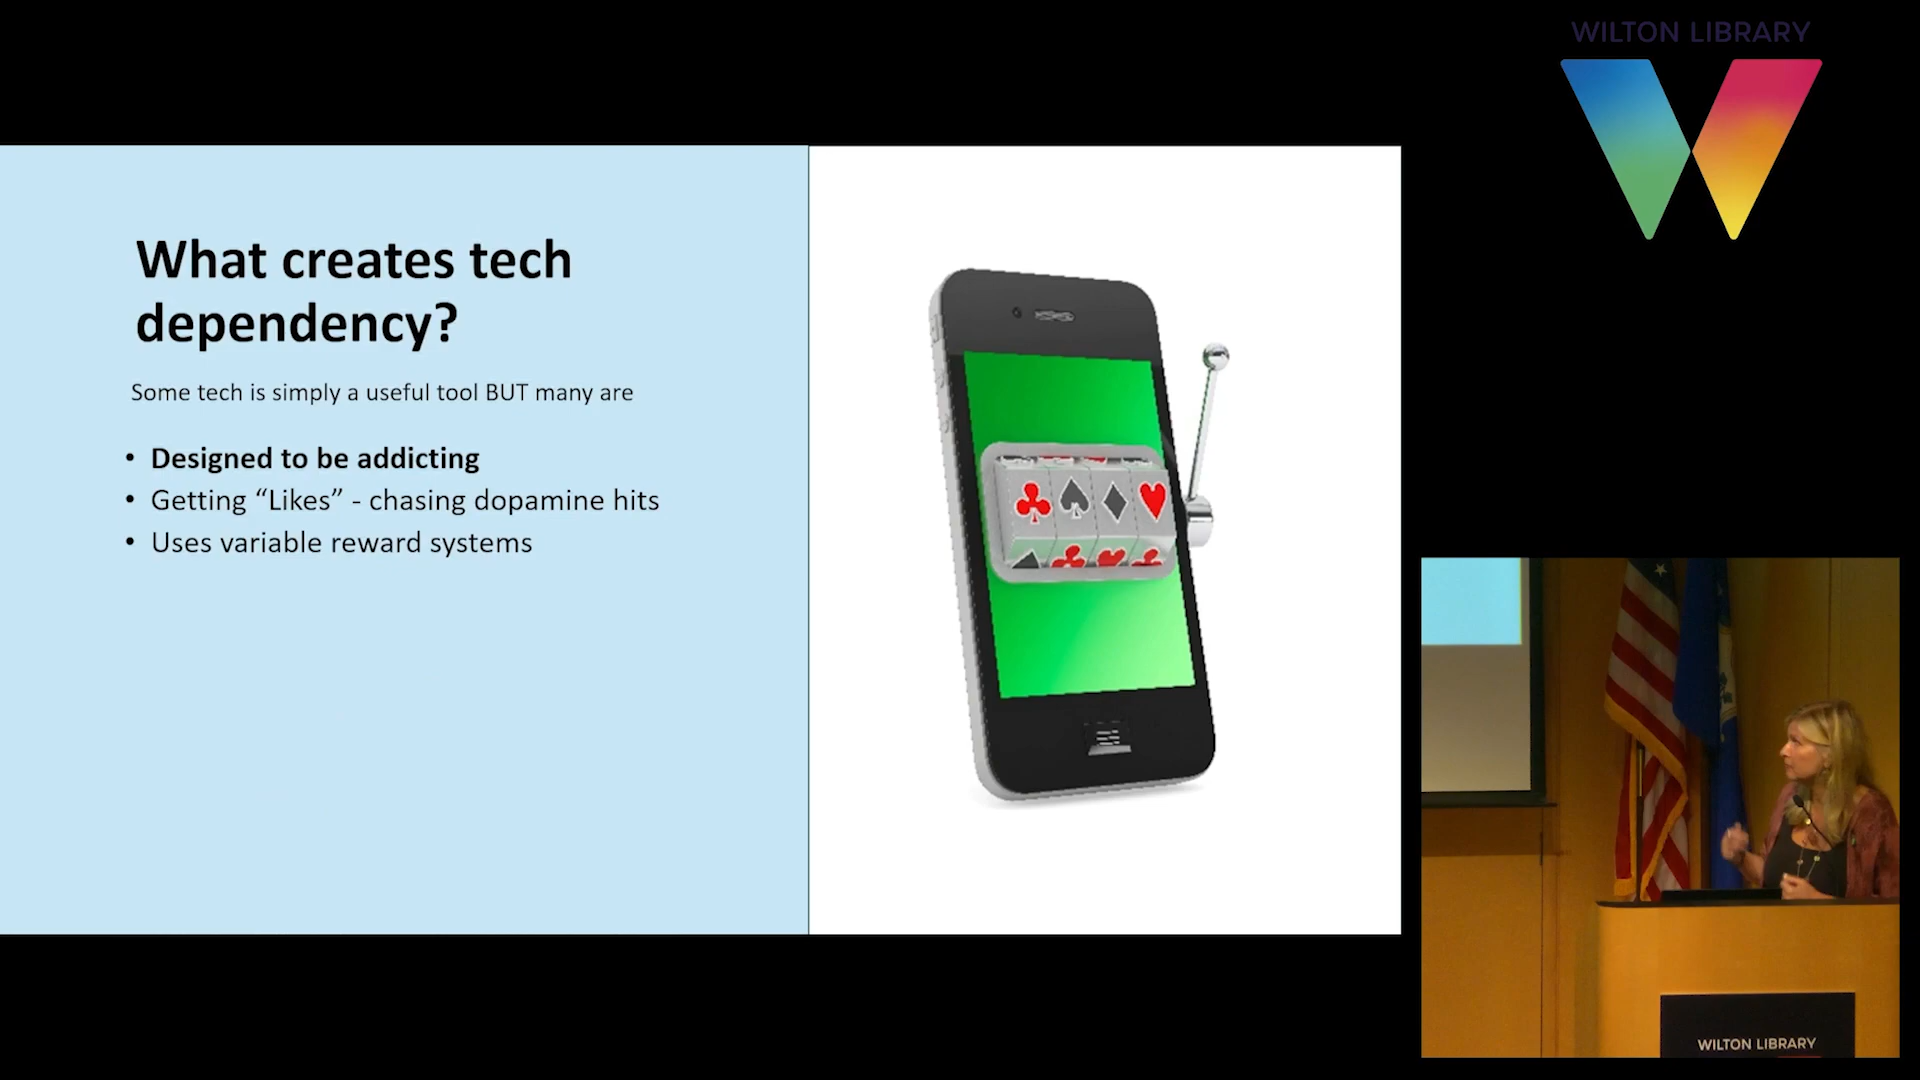 WILTON LIBRARY
What creates tech
dependency?
Some tech is simply a useful tool BUT many are
• Designed to be addicting
• Getting “Likes” - chasing dopamine hits
• Uses variable reward systems
WILTON LIBRARY